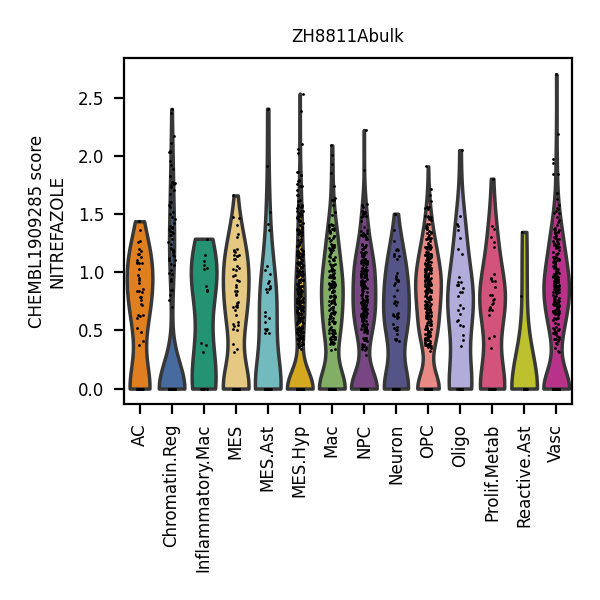 ZH8811Abulk
CHEMBL1909285 score
NITREFAZOLE
2.5
2.0
1.5
1.0
0.5
0.0
AC
Chromatin.Reg
Inflammatory.Mac
MES
MES.Ast
MES.Hyp
Mac
NPC
Neuron
OPC
Oligo
Prolif.Metab
Reactive.Ast
Vasc